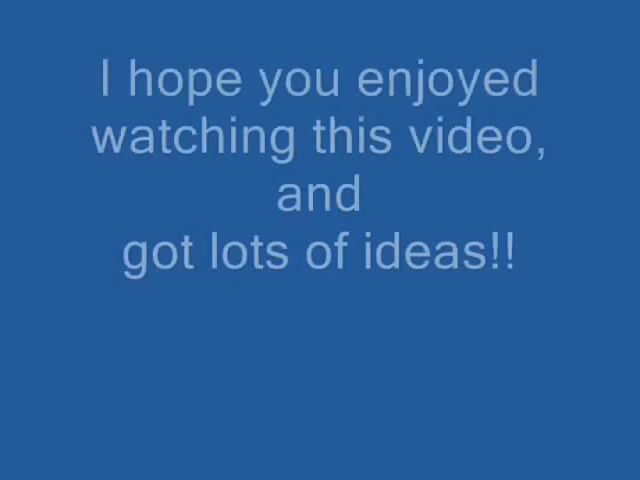 I hope you enjoyed
watching this video,
and
got lots of ideas!!